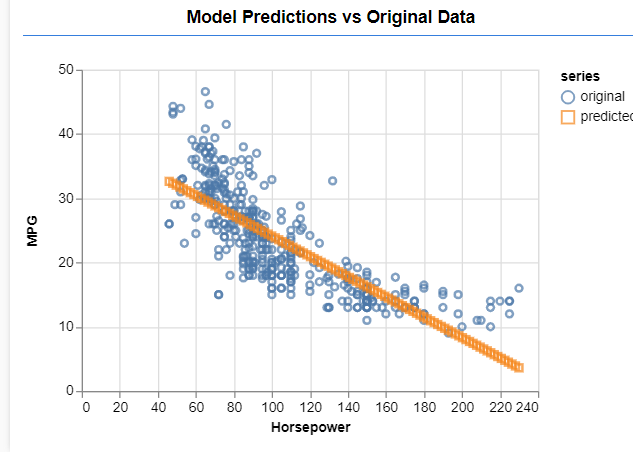 Model Predictions vs Original Data
series
original
predicted
MPG
50
40
30
20
10
0
0 20 40 60 80 100 120 140 160 180 200 220 240
Horsepower